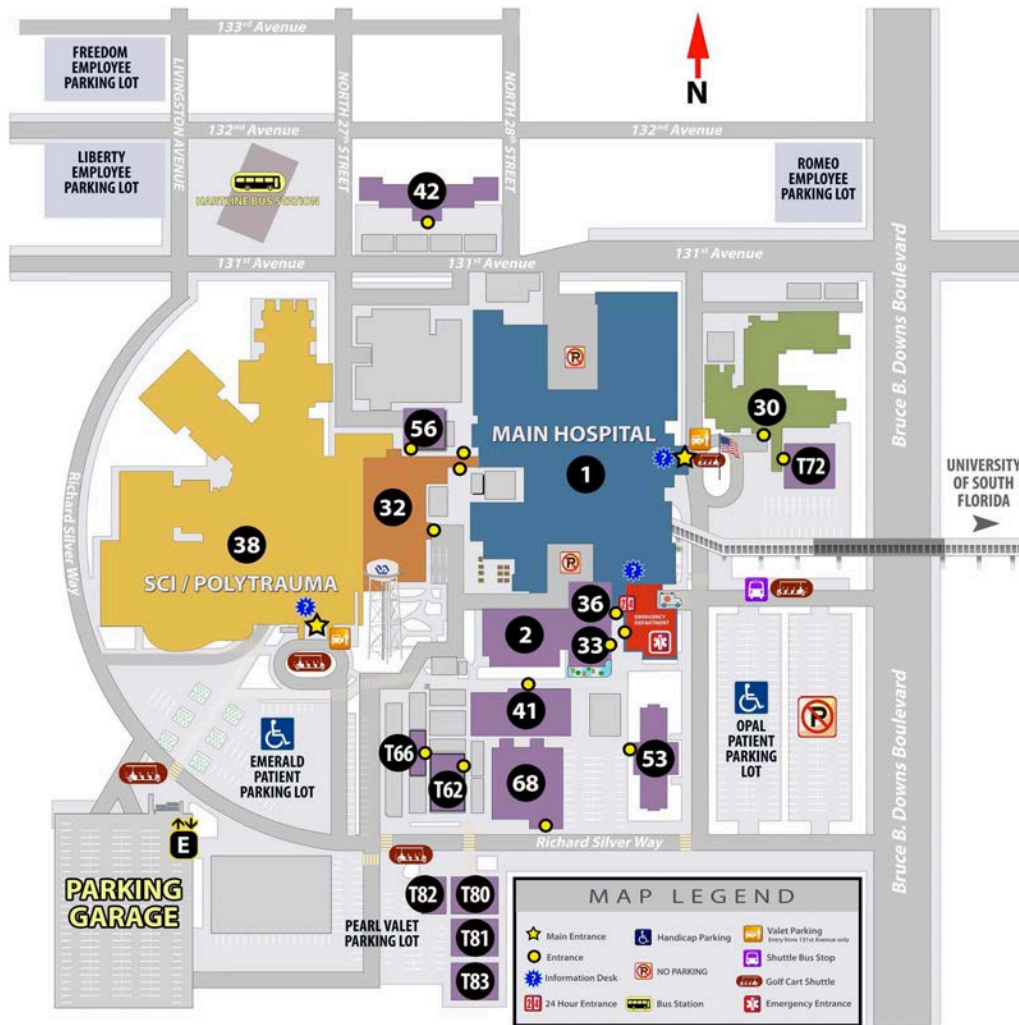 133rd Avenue
FREEDOM
EMPLOYEE
PARKING LOT
LIVINGSTON AVENUE
NORTH 27th STREET
NORTH 28th STREET
N
132nd Avenue
132nd Avenue
LIBERTY
EMPLOYEE
PARKING LOT
HARTLINE BUS STATION
42
ROMEO
EMPLOYEE
PARKING LOT
131st Avenue
131st Avenue
131st Avenue
Bruce B. Downs Boulevard
30
56
MAIN HOSPITAL
1
T72
UNIVERSITY
OF SOUTH
FLORIDA
Richard Silver Way
32
38
SCI / POLYTRAUMA
36
24
EMERGENCY
DEPARTMENT
2
33
41
OPAL
PATIENT
PARKING
LOT
EMERALD
PATIENT
PARKING LOT
T66
T62
68
53
Bruce B. Downs Boulevard
E
Richard Silver Way
PARKING
GARAGE
PEARL VALET
PARKING LOT
T82
T80
T81
T83
MAP LEGEND
Main Entrance
Handicap Parking
Valet Parking
Entry from 131st Avenue only
Entrance
Shuttle Bus Stop
Information Desk
NO PARKING
Golf Cart Shuttle
24 Hour Entrance
Bus Station
Emergency Entrance